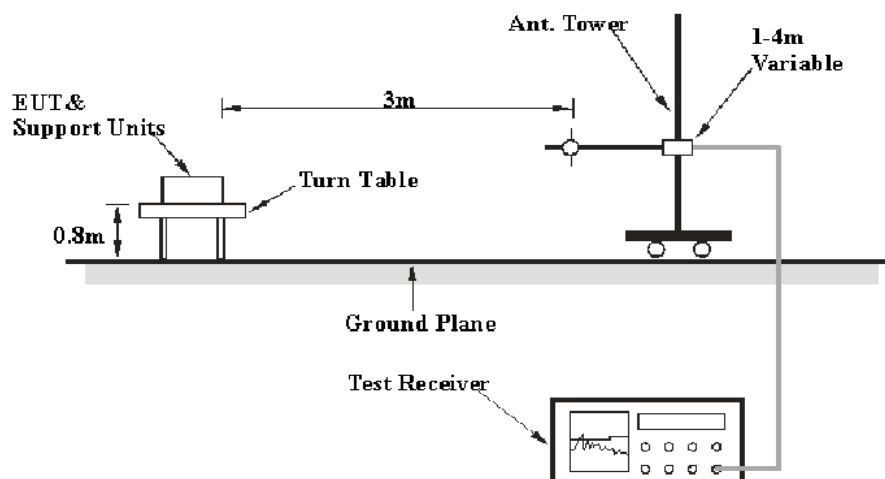 Ant. Tower
1-4m
Variable
3m
EUT&
Support Units
Turn Table
0.8m
Ground Plane
Test Receiver